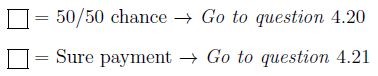 ☐ = 50/50 chance → Go to question 4.20
☐ = Sure payment → Go to question 4.21